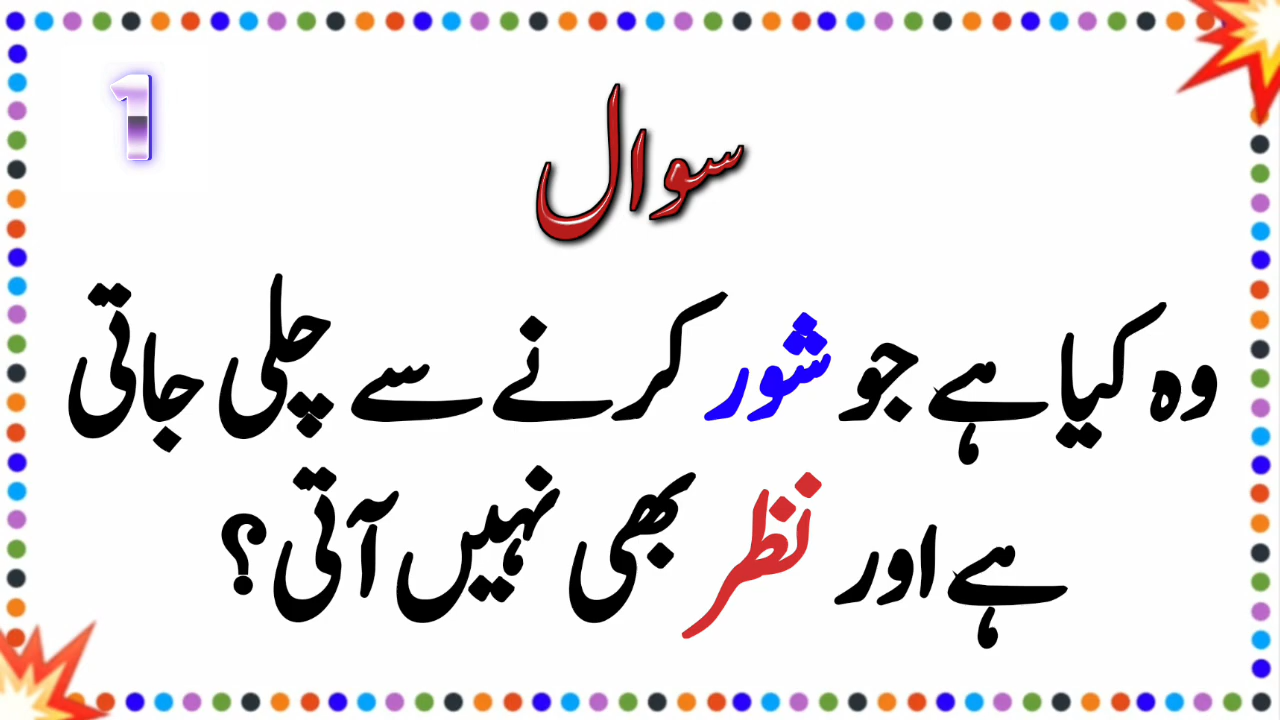 1
سوال
وہ کیا ہے جو شور کرنے سے چلی جاتی
ہے اور نظر بھی نہیں آتی؟